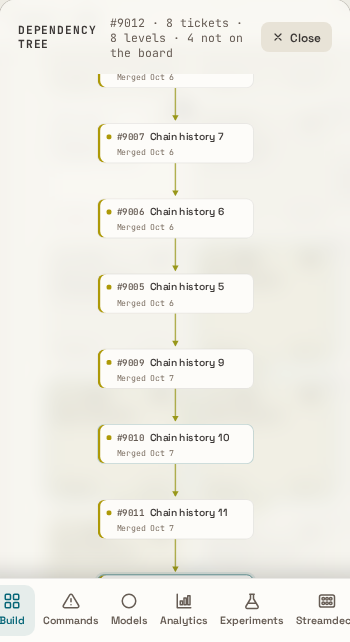 DEPENDENCY TREE
#9012 · 8 tickets · 8 levels · 4 not on the board
Close
Merged Oct 6
#9007 Chain history 7
Merged Oct 6
#9006 Chain history 6
Merged Oct 6
#9005 Chain history 5
Merged Oct 6
#9009 Chain history 9
Merged Oct 7
#9010 Chain history 10
Merged Oct 7
#9011 Chain history 11
Merged Oct 7
Build
Commands
Models
Analytics
Experiments
Streamdec